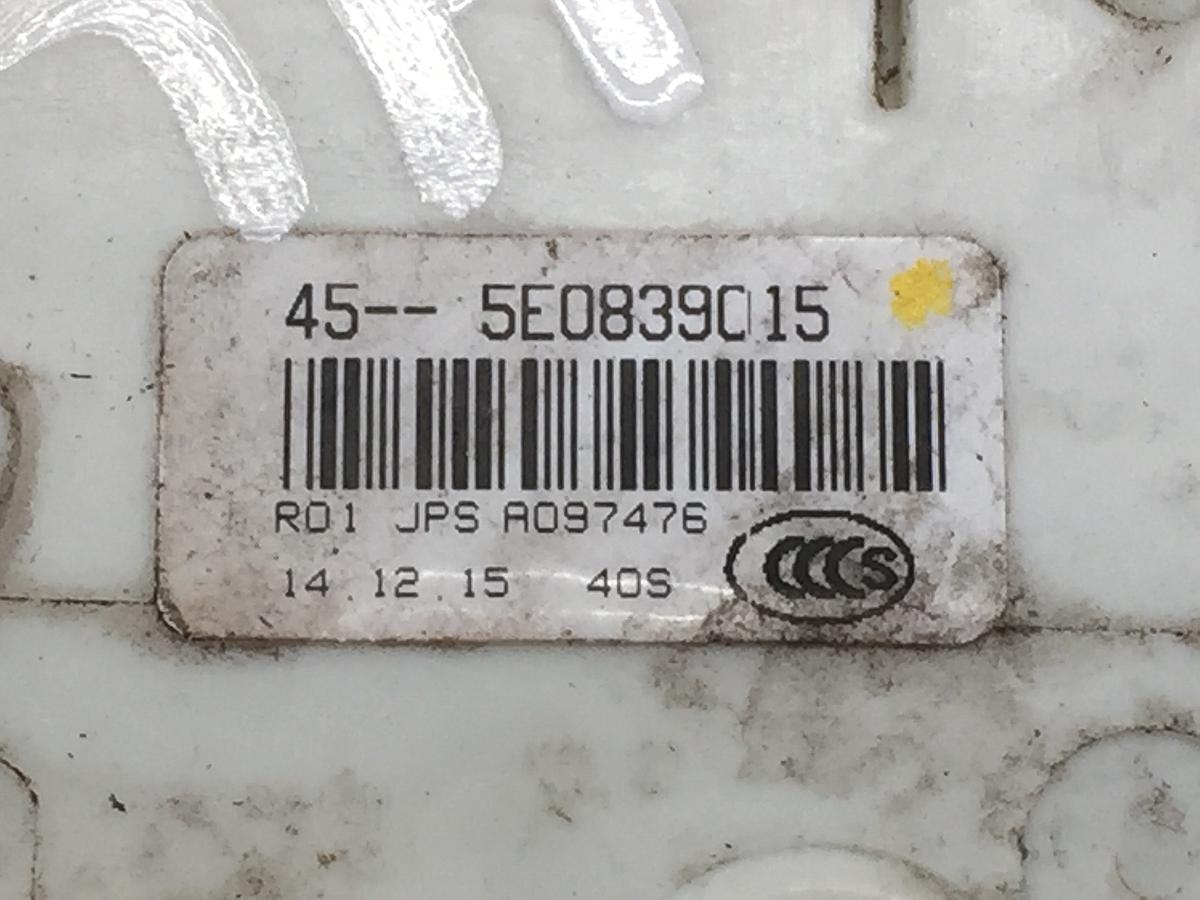 45-- 5E0839015
R01 JPS A097476
14.12.15 40S
CCCS